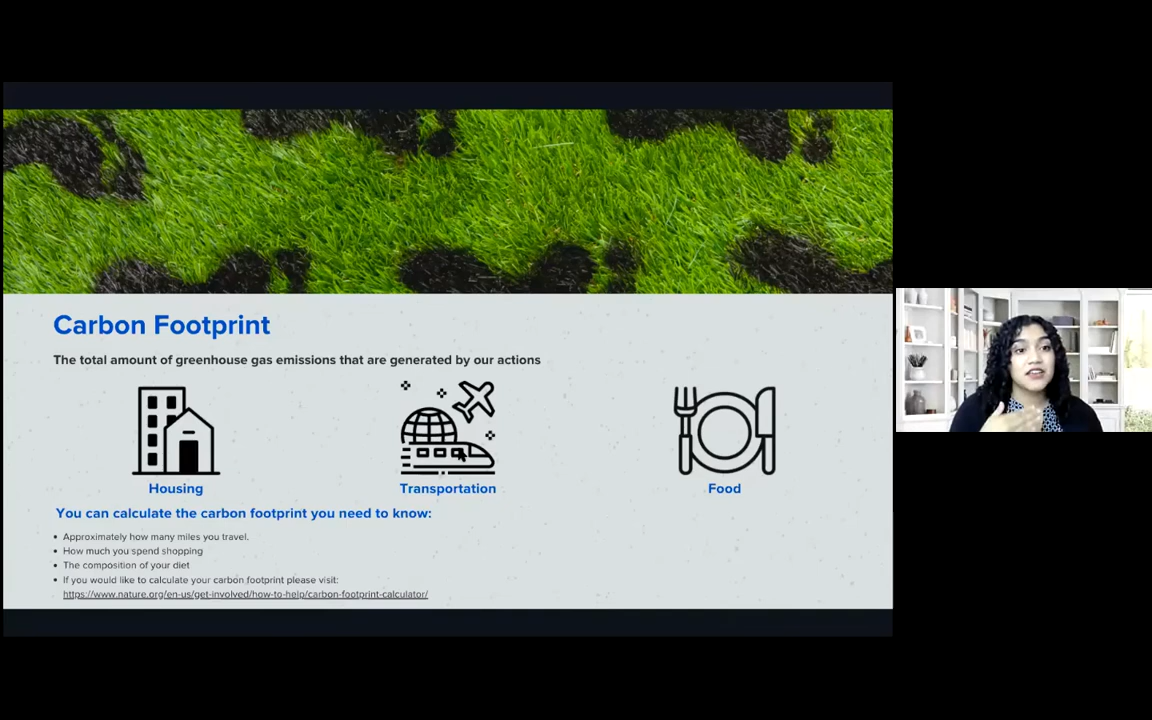 Carbon Footprint
The total amount of greenhouse gas emissions that are generated by our actions
Housing
Transportation
Food
You can calculate the carbon footprint you need to know:
• Approximately how many miles you travel.
• How much you spend shopping
• The composition of your diet
• If you would like to calculate your carbon footprint please visit:
https://www.nature.org/en-us/get-involved/how-to-help/carbon-footprint-calculator/